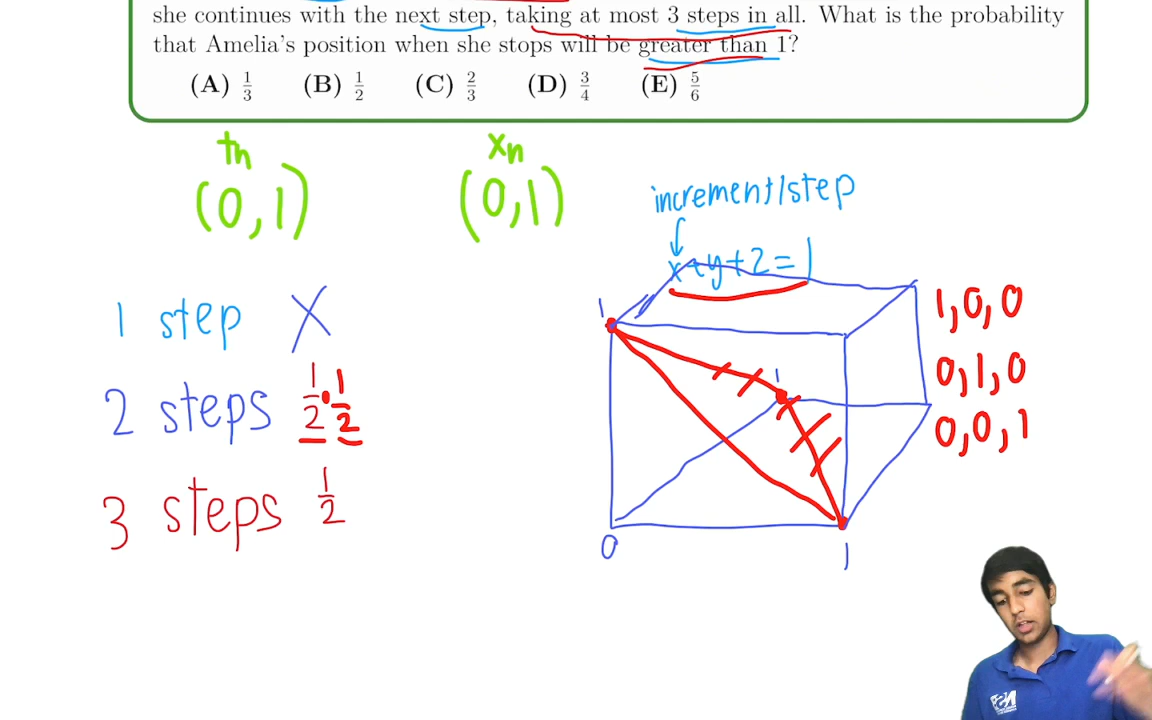 she continues with the next step, taking at most 3 steps in all. What is the probability
that Amelia's position when she stops will be greater than 1?
(A) 1/3 (B) 1/2 (C) 2/3 (D) 3/4 (E) 5/6
tn xn
(0,1) (0,1)
increment/step
x+y+2=1
1 step X
2 steps 1/2·1/2
3 steps 1/2
1
1
0
1
1,0,0
0,1,0
0,0,1